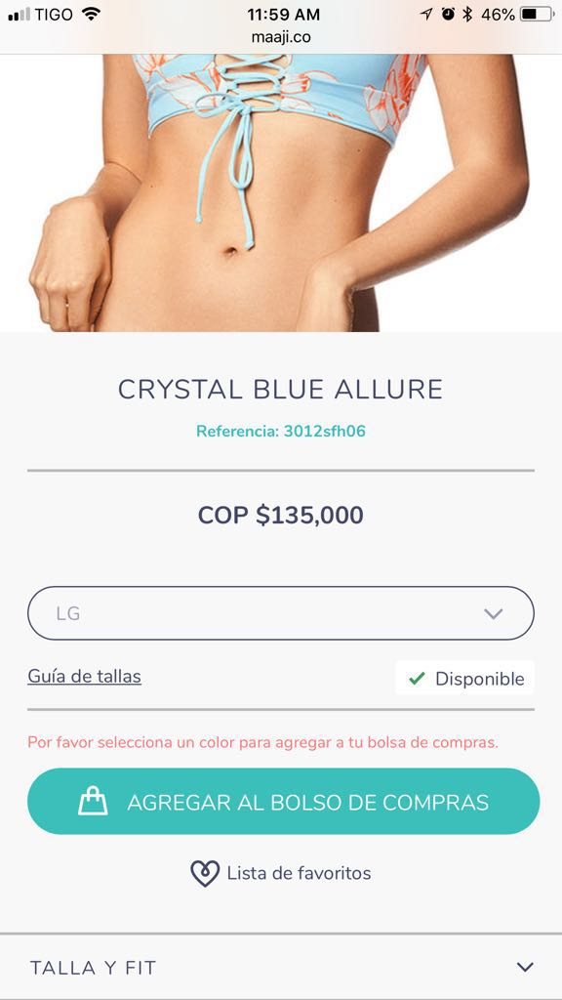 TIGO 11:59 AM 46%
maaji.co
CRYSTAL BLUE ALLURE
Referencia: 3012sfh06
COP $135,000
LG
Guía de tallas
Disponible
Por favor selecciona un color para agregar a tu bolsa de compras.
AGREGAR AL BOLSO DE COMPRAS
Lista de favoritos
TALLA Y FIT